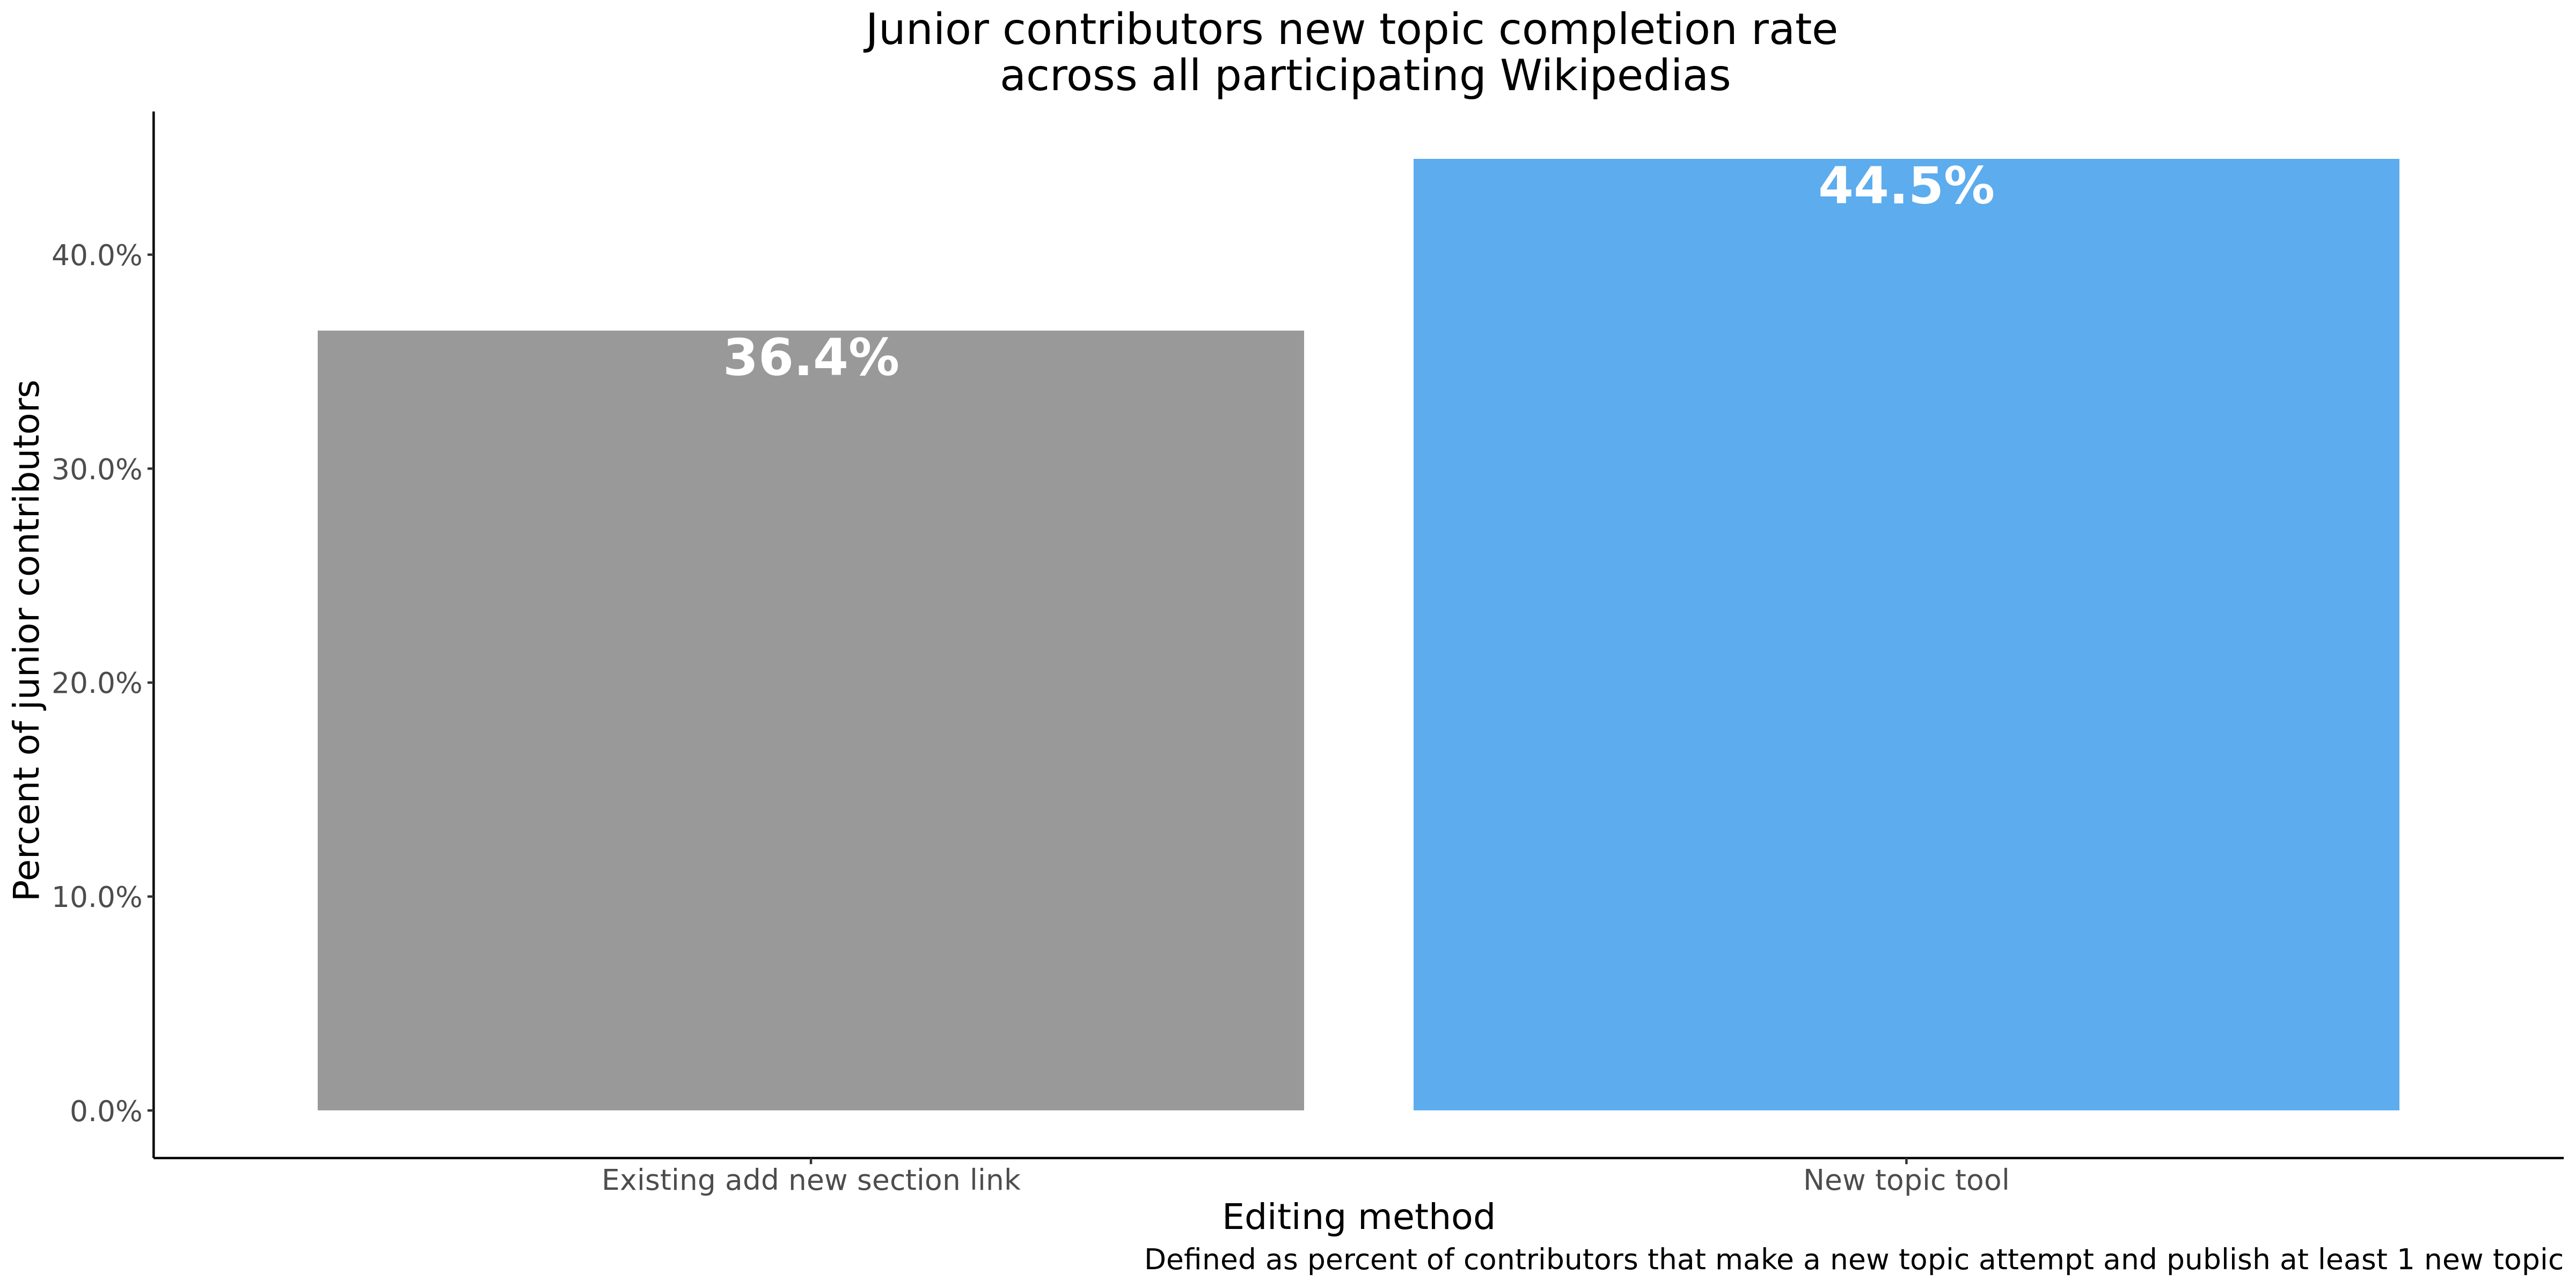 Junior contributors new topic completion rate
across all participating Wikipedias
Percent of junior contributors
40.0%
30.0%
20.0%
10.0%
0.0%
36.4%
44.5%
Existing add new section link
New topic tool
Editing method
Defined as percent of contributors that make a new topic attempt and publish at least 1 new topic